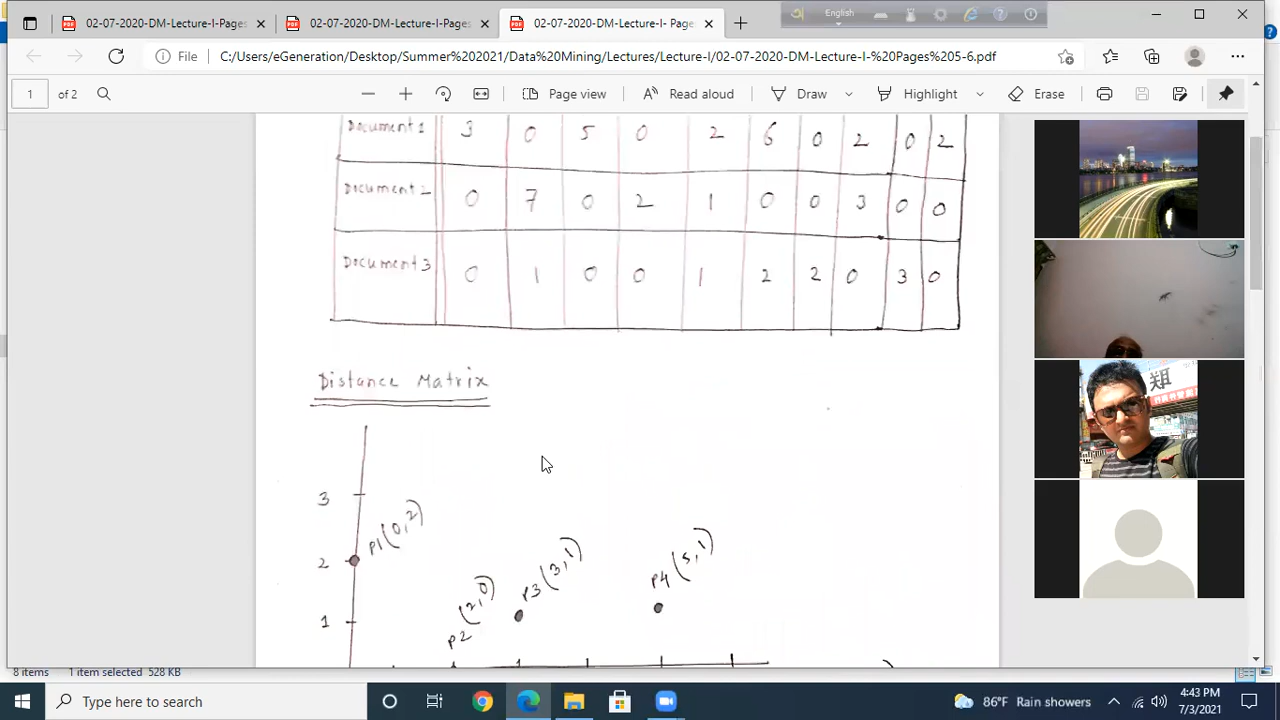 02-07-2020-DM-Lecture-I-Pages
02-07-2020-DM-Lecture-I-Pages
02-07-2020-DM-Lecture-I- Page
English
File C:/Users/eGeneration/Desktop/Summer%202021/Data%20Mining/Lectures/Lecture-I/02-07-2020-DM-Lecture-I-%20Pages%205-6.pdf
1 of 2 Page view Read aloud Draw Highlight Erase
Document 1 3 0 5 0 2 6 0 2 0 2
Document 2 0 7 0 2 1 0 0 3 0 0
Document 3 0 1 0 0 1 2 2 0 3 0
Distance Matrix
3
P1(0,2)
2
P2(2,0)
P3(3,1)
P4(5,1)
1
8 items 1 item selected 528 KB
Type here to search
86°F Rain showers
4:43 PM
7/3/2021